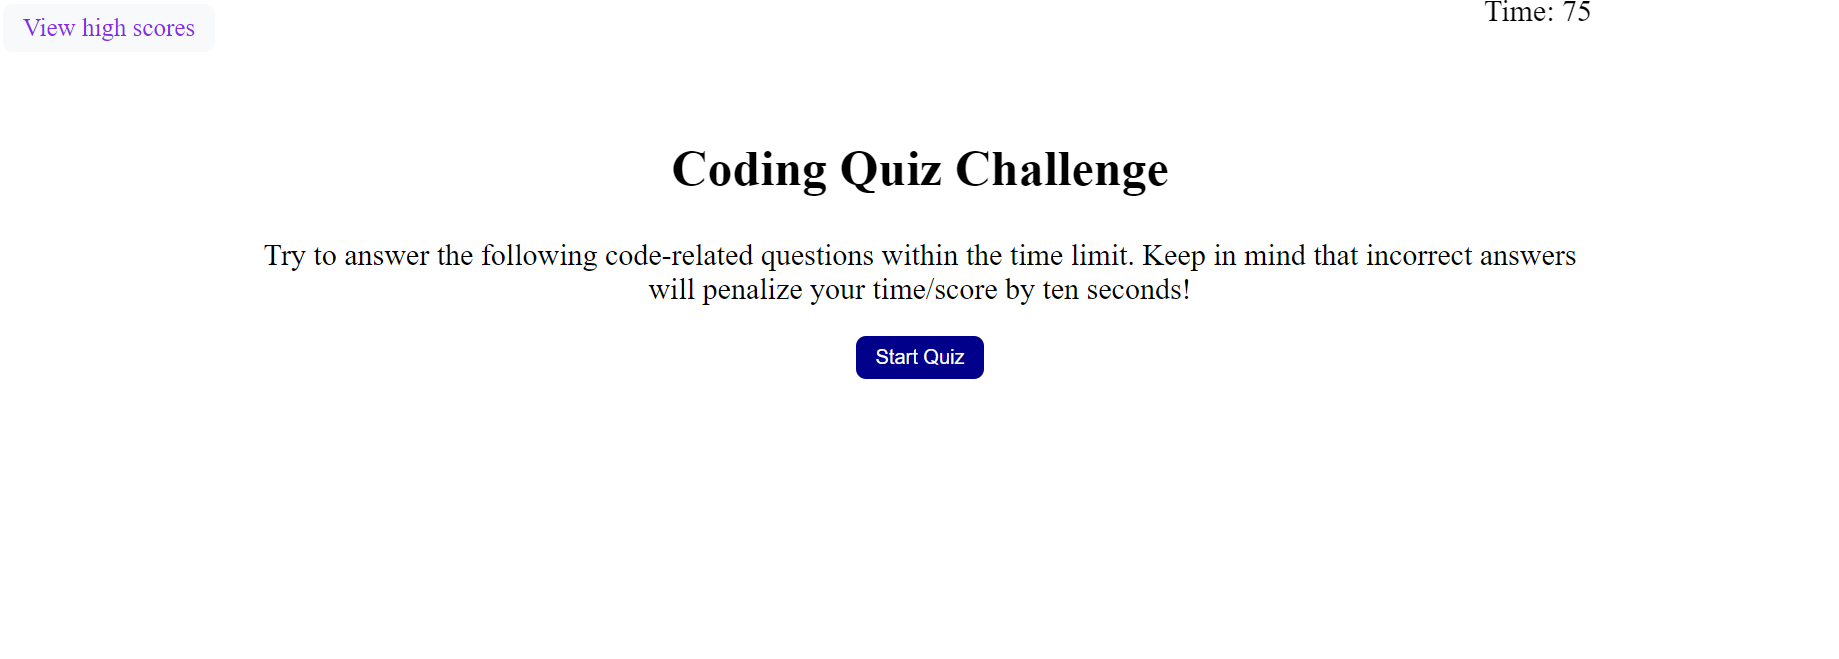 View high scores
Time: 75
Coding Quiz Challenge
Try to answer the following code-related questions within the time limit. Keep in mind that incorrect answers
will penalize your time/score by ten seconds!
Start Quiz